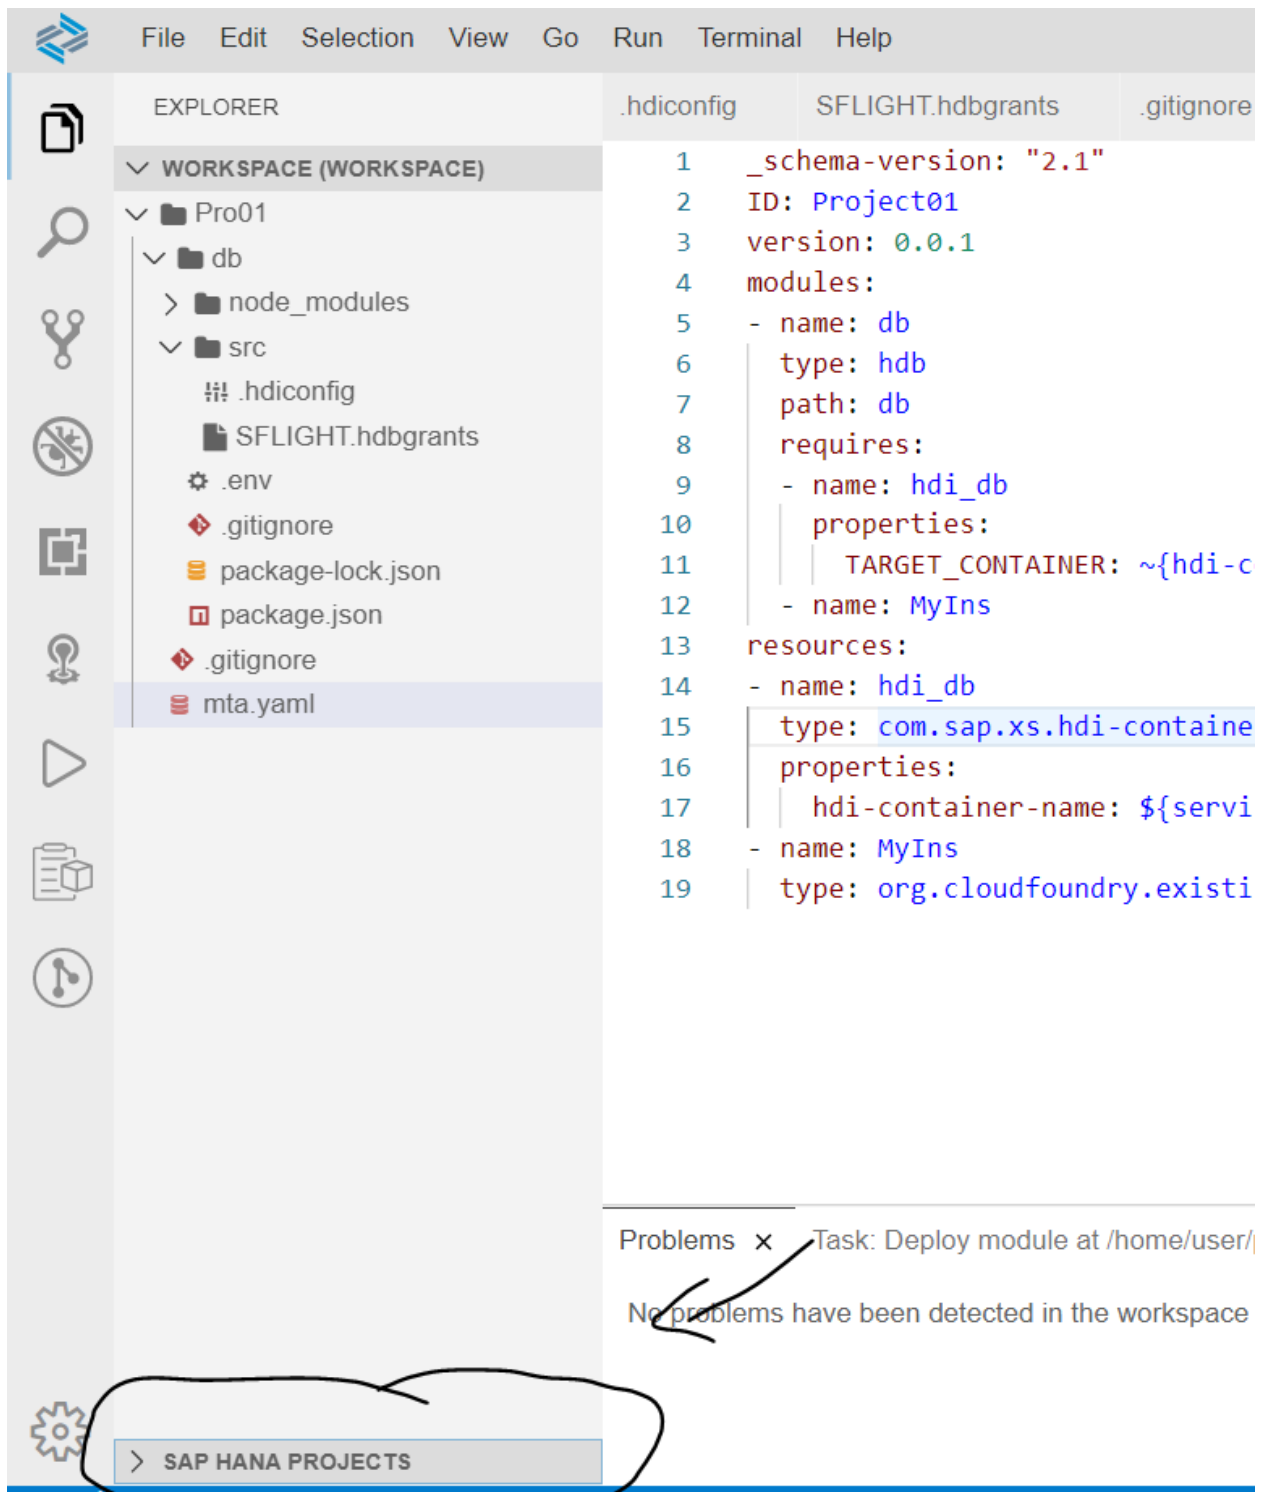 File Edit Selection View Go Run Terminal Help
EXPLORER
WORKSPACE (WORKSPACE)
Pro01
db
node_modules
src
.hdiconfig
SFLIGHT.hdbgrants
.env
.gitignore
package-lock.json
package.json
.gitignore
mta.yaml
SAP HANA PROJECTS
.hdiconfig SFLIGHT.hdbgrants .gitignore
1 _schema-version: "2.1"
2 ID: Project01
3 version: 0.0.1
4 modules:
5 - name: db
6 type: hdb
7 path: db
8 requires:
9 - name: hdi_db
10 properties:
11 TARGET_CONTAINER: ~{hdi-c
12 - name: MyIns
13 resources:
14 - name: hdi_db
15 type: com.sap.xs.hdi-containe
16 properties:
17 hdi-container-name: ${servi
18 - name: MyIns
19 type: org.cloudfoundry.existi
Problems × Task: Deploy module at /home/user/
No problems have been detected in the workspace